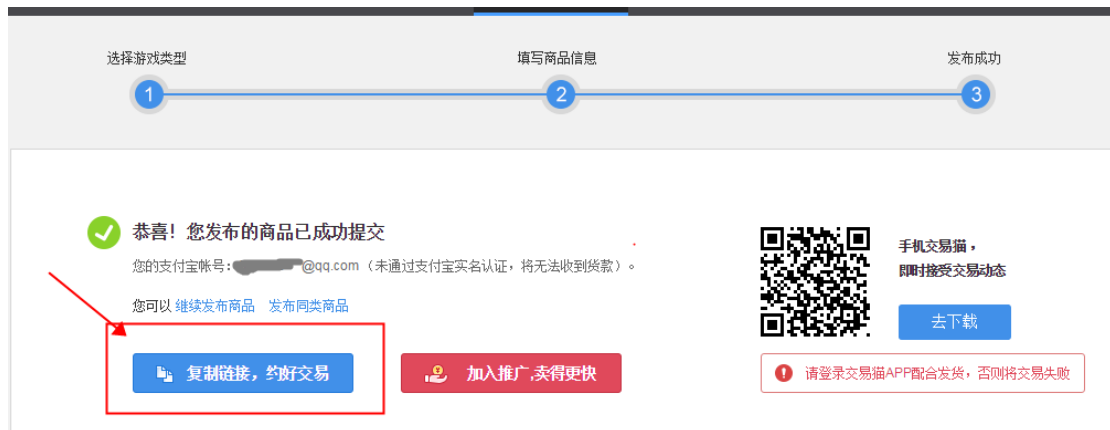 选择游戏类型
填写商品信息
发布成功
1
2
3
恭喜！您发布的商品已成功提交
您的支付宝帐号：@qq.com（未通过支付宝实名认证，将无法收到货款）。
您可以 继续发布商品 发布同类商品
复制链接，约好交易
加入推广,卖得更快
手机交易猫，
即时接受交易动态
去下载
请登录交易猫APP配合发货，否则将交易失败